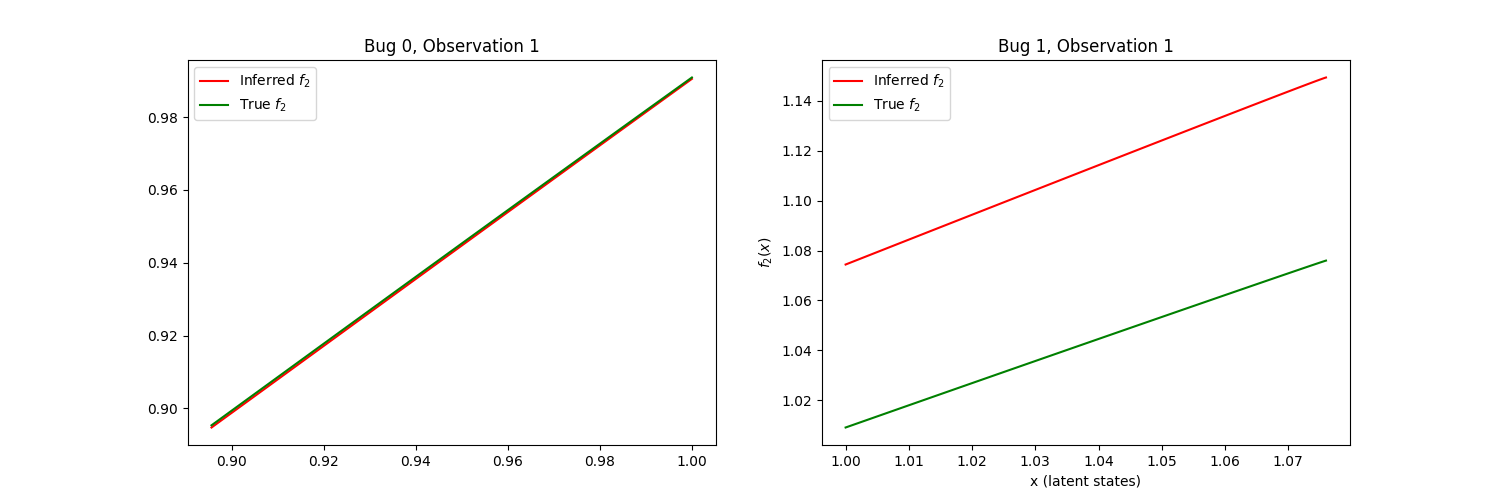 Bug 0, Observation 1
Inferred f₂
True f₂
0.98
0.96
0.94
0.92
0.90
0.90 0.92 0.94 0.96 0.98 1.00
Bug 1, Observation 1
Inferred f₂
True f₂
1.14
1.12
1.10
1.08
1.06
1.04
1.02
f₂(x)
1.00 1.01 1.02 1.03 1.04 1.05 1.06 1.07
x (latent states)